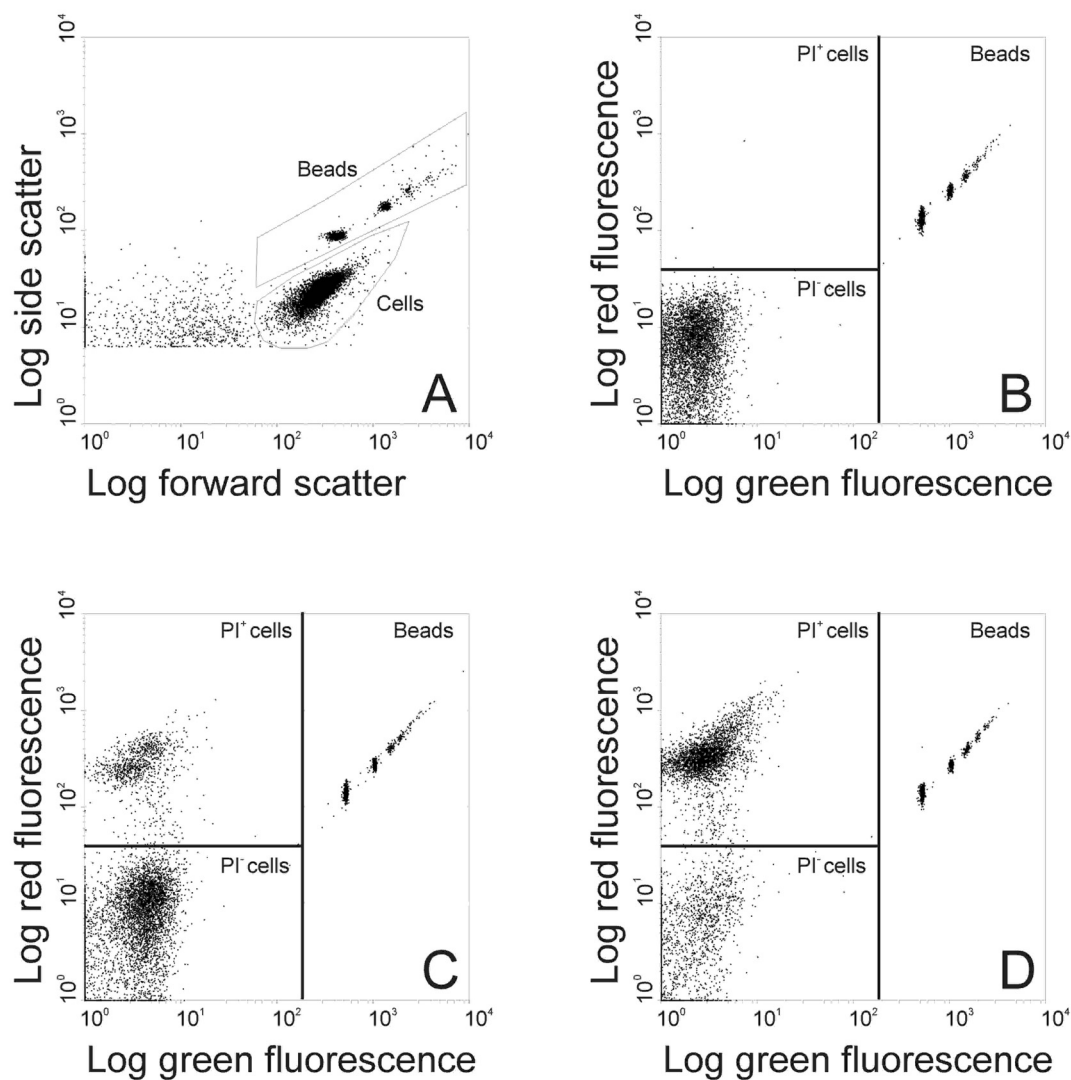 10⁴
10³
10²
10¹
10⁰
Log side scatter
Beads
Cells
A
10⁰ 10¹ 10² 10³ 10⁴
Log forward scatter
10⁴
10³
10²
10¹
10⁰
Log red fluorescence
PI⁺ cells
Beads
PI⁻ cells
B
10⁰ 10¹ 10² 10³ 10⁴
Log green fluorescence
10⁴
10³
10²
10¹
10⁰
Log red fluorescence
PI⁺ cells
Beads
PI⁻ cells
C
10⁰ 10¹ 10² 10³ 10⁴
Log green fluorescence
10⁴
10³
10²
10¹
10⁰
Log red fluorescence
PI⁺ cells
Beads
PI⁻ cells
D
10⁰ 10¹ 10² 10³ 10⁴
Log green fluorescence